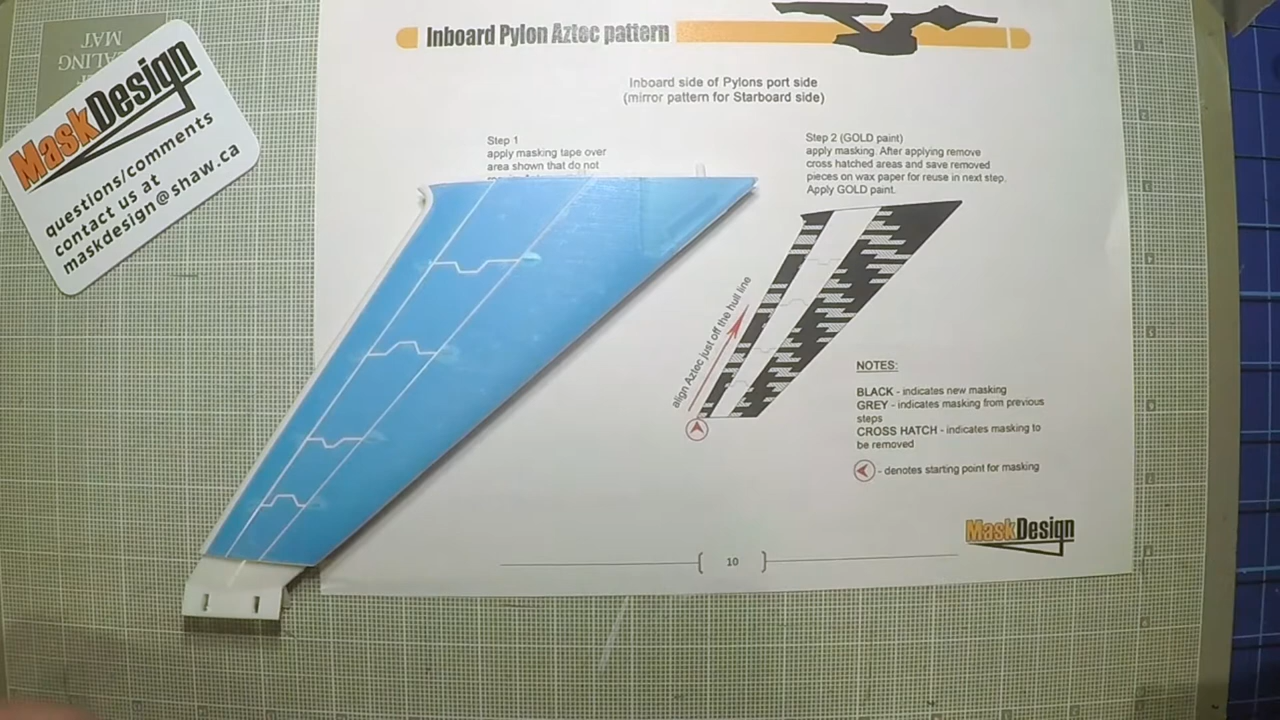 HEALING
MAT
MaskDesign
questions/comments
contact us at
maskdesign@shaw.ca
Inboard Pylon Aztec pattern
Inboard side of Pylons port side
(mirror pattern for Starboard side)
Step 1
apply masking tape over
area shown that do not
Step 2 (GOLD paint)
apply masking. After applying remove
cross hatched areas and save removed
pieces on wax paper for reuse in next step.
Apply GOLD paint.
align Aztec just off the hull line
NOTES:
BLACK - indicates new masking
GREY - indicates masking from previous
steps
CROSS HATCH - indicates masking to
be removed
- denotes starting point for masking
MaskDesign
10